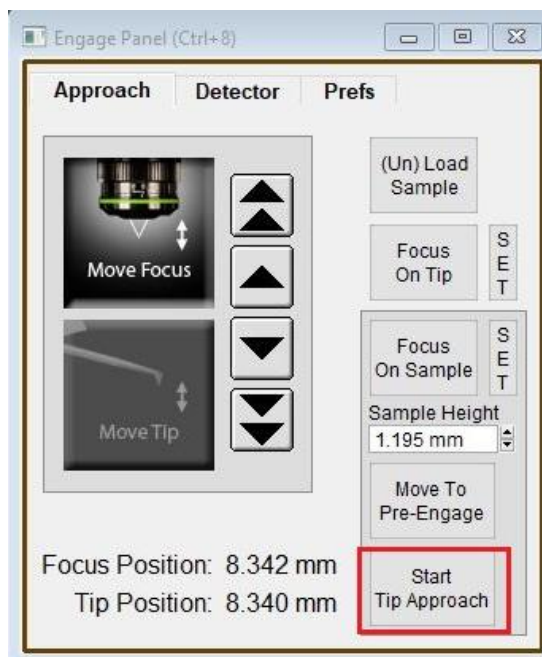 Engage Panel (Ctrl+8)
Approach
Detector
Prefs
Move Focus
Move Tip
(Un) Load
Sample
Focus
On Tip
S
E
T
Focus
On Sample
S
E
T
Sample Height
1.195 mm
Move To
Pre-Engage
Start
Tip Approach
Focus Position: 8.342 mm
Tip Position: 8.340 mm